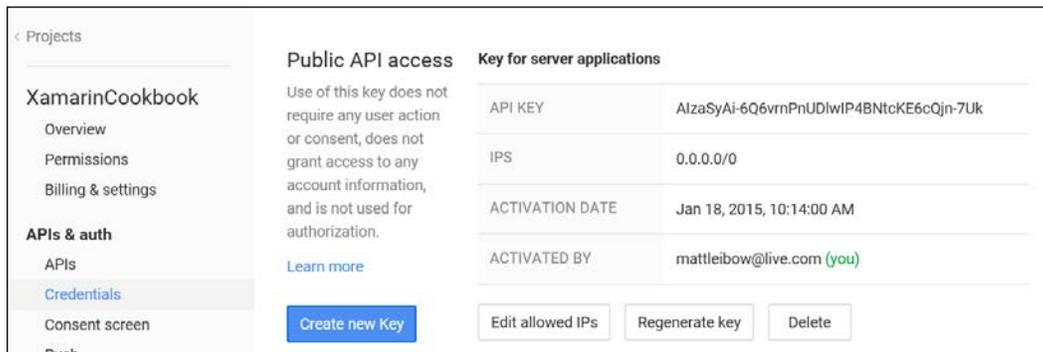 < Projects
XamarinCookbook
Overview
Permissions
Billing & settings
APIs & auth
APIs
Credentials
Consent screen
Public API access
Use of this key does not
require any user action
or consent, does not
grant access to any
account information,
and is not used for
authorization.
Learn more
Create new Key
Key for server applications
API KEY AIzaSyAi-6Q6vrnPnUDlwIP4BNtcKE6cQjn-7Uk
IPS 0.0.0.0/0
ACTIVATION DATE Jan 18, 2015, 10:14:00 AM
ACTIVATED BY mattleibow@live.com (you)
Edit allowed IPs Regenerate key Delete